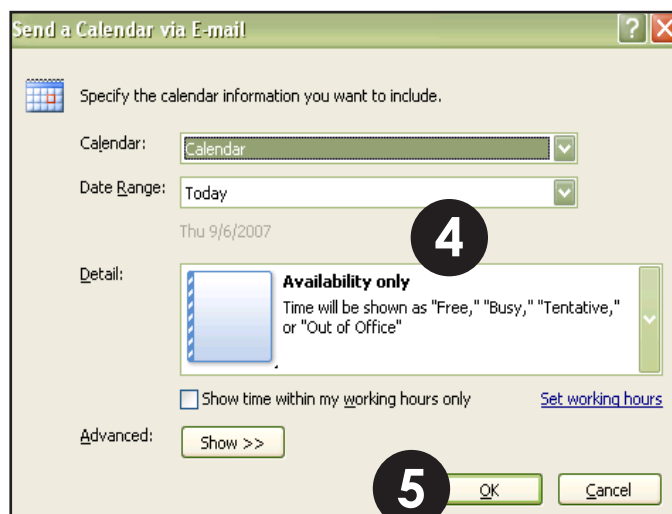 Send a Calendar via E-mail
?
Specify the calendar information you want to include.
Calendar: Calendar
Date Range: Today
Thu 9/6/2007
4
Detail: Availability only
Time will be shown as "Free," "Busy," "Tentative,"
or "Out of Office"
Show time within my working hours only Set working hours
Advanced: Show >>
5 OK Cancel